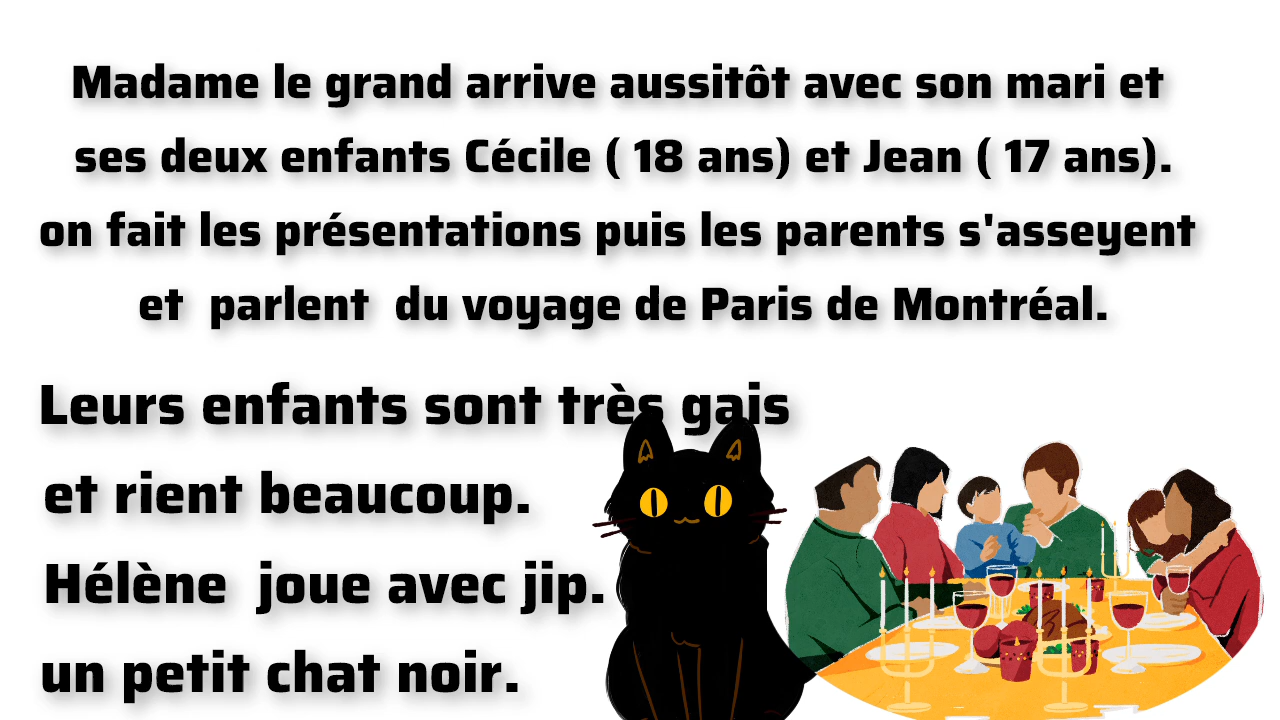 Madame le grand arrive aussitôt avec son mari et
ses deux enfants Cécile ( 18 ans) et Jean ( 17 ans).
on fait les présentations puis les parents s'asseyent
et parlent du voyage de Paris de Montréal.
Leurs enfants sont très gais
et rient beaucoup.
Hélène joue avec jip.
un petit chat noir.